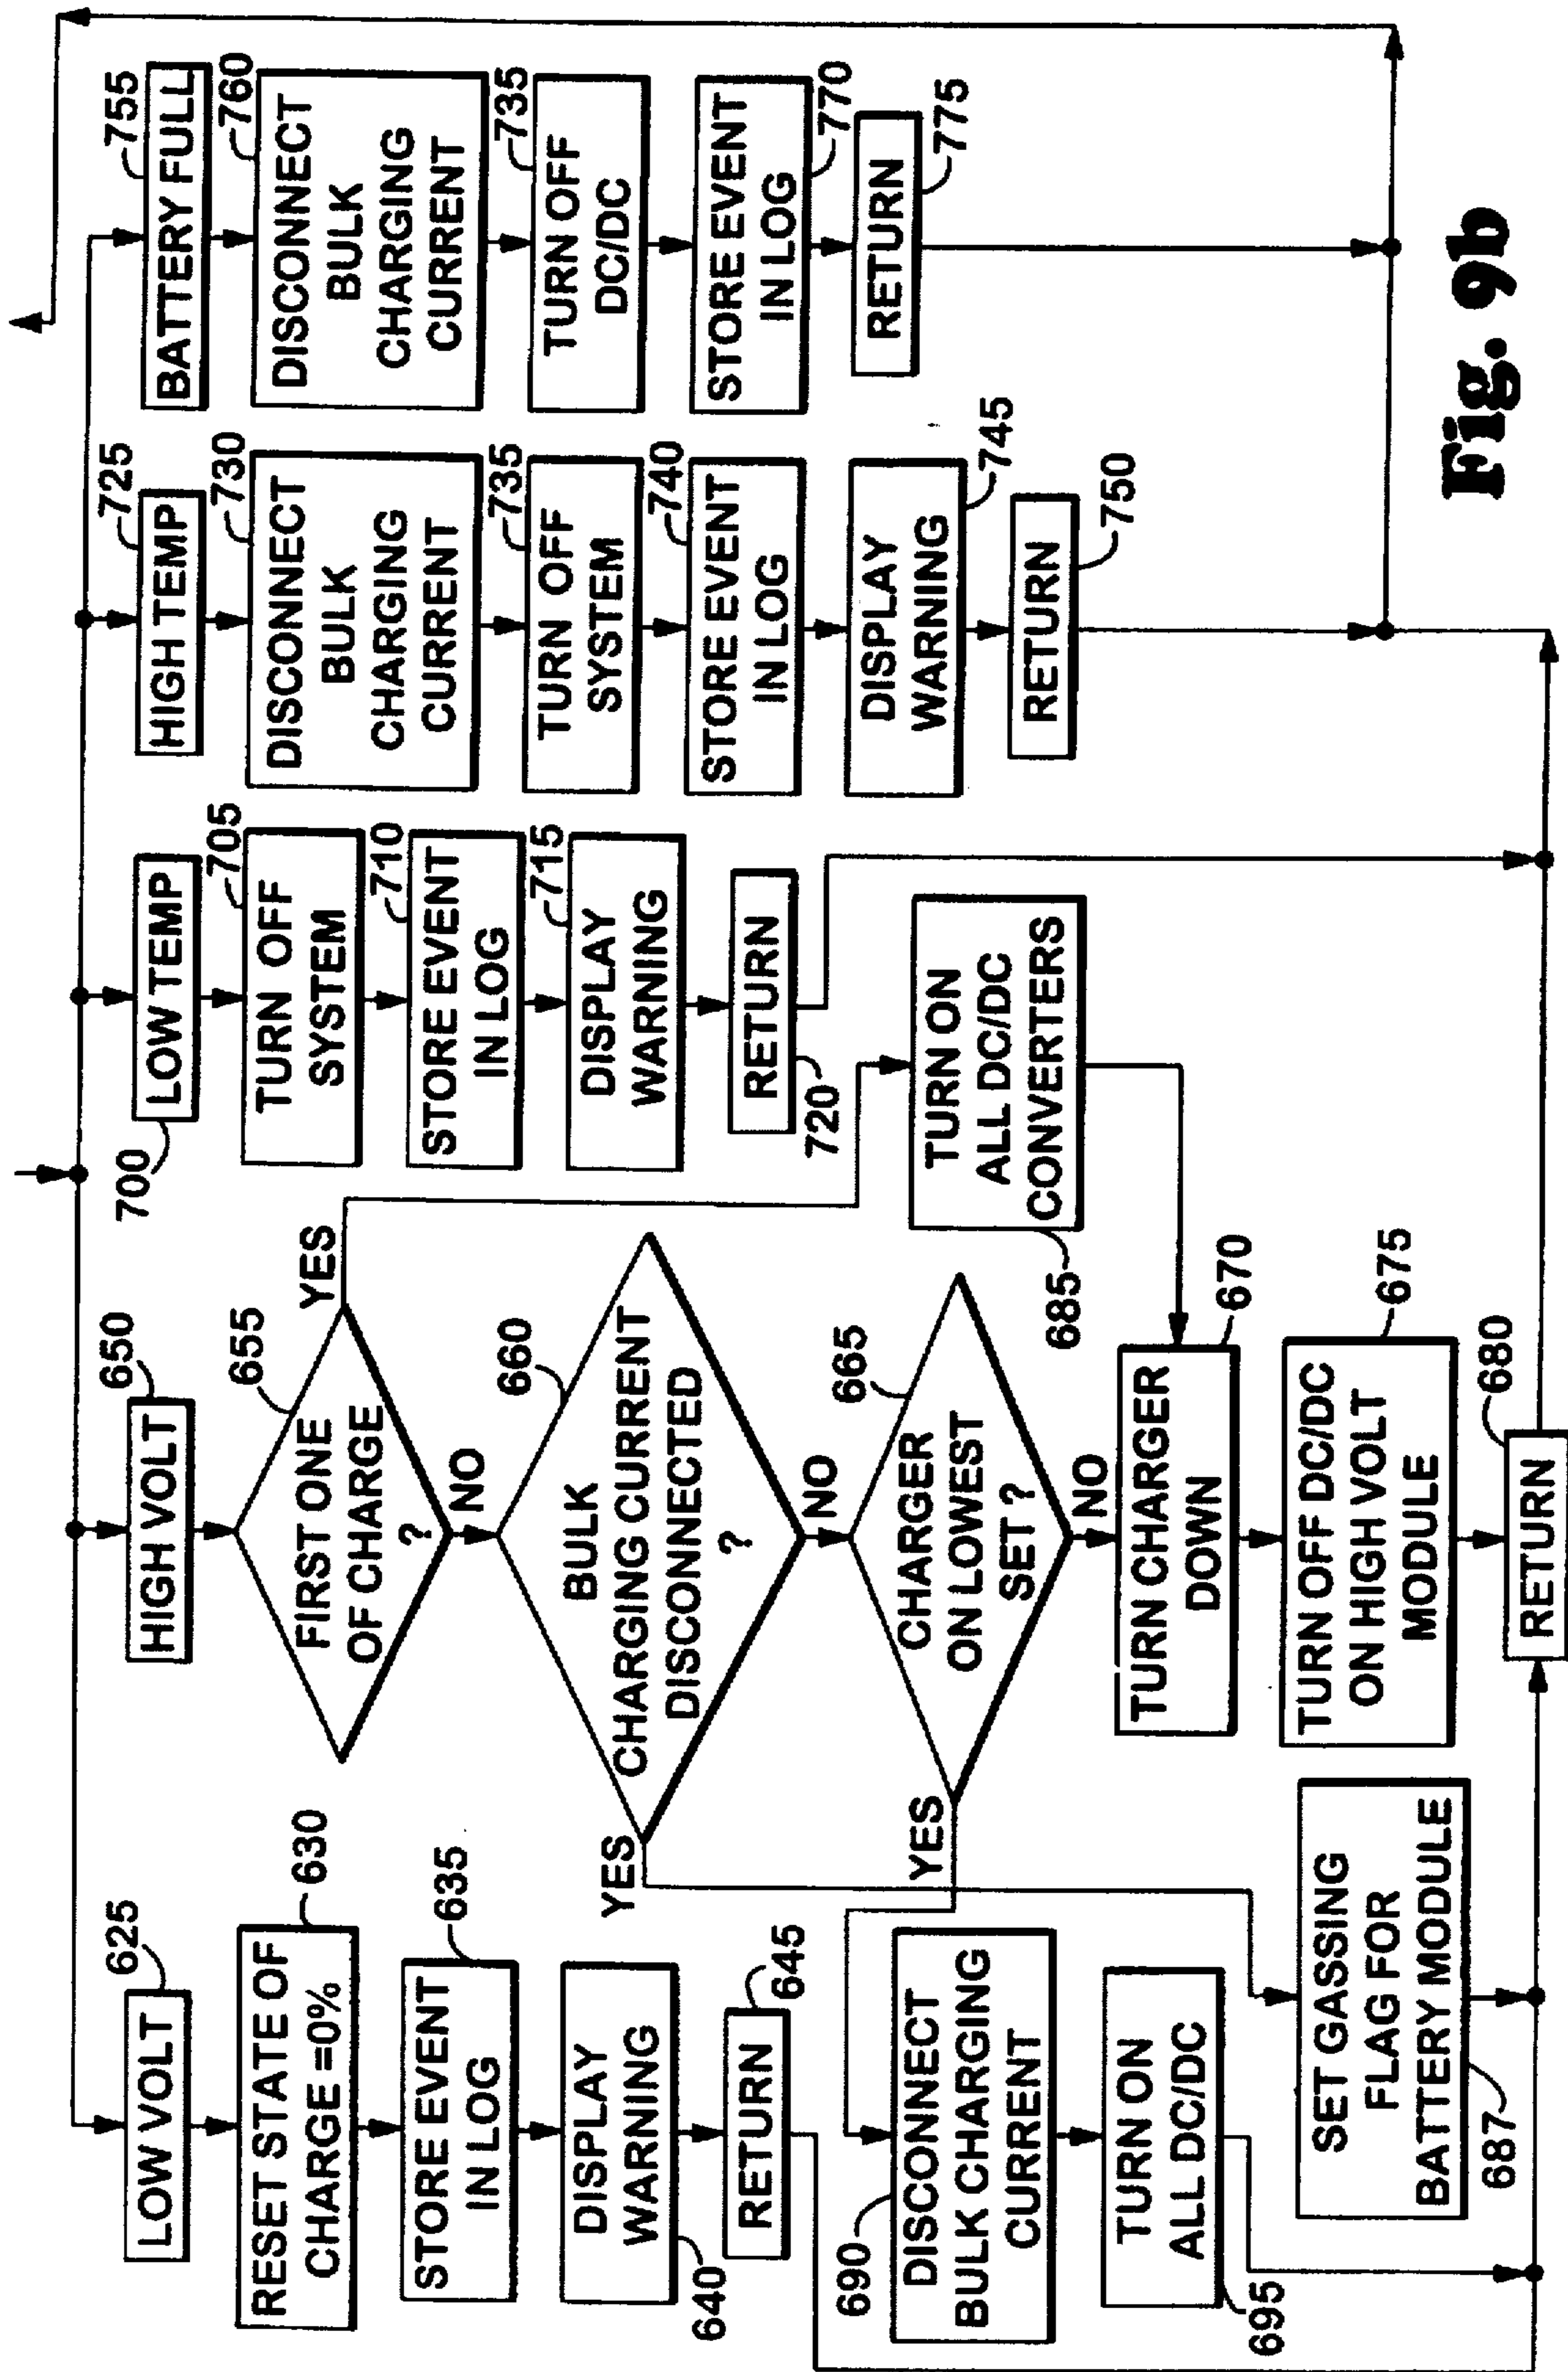 LOW VOLT
625
RESET STATE OF
CHARGE =0%
630
STORE EVENT
IN LOG
635
DISPLAY
WARNING
640
RETURN
645
HIGH VOLT
650
FIRST ONE
OF CHARGE
?
655
YES
NO
BULK
CHARGING CURRENT
DISCONNECTED
?
660
YES
NO
CHARGER
ON LOWEST
SET ?
665
YES
NO
TURN CHARGER
DOWN
670
TURN OFF DC/DC
ON HIGH VOLT
MODULE
675
RETURN
680
TURN ON
ALL DC/DC
CONVERTERS
685
SET GASSING
FLAG FOR
BATTERY MODULE
687
DISCONNECT
BULK CHARGING
CURRENT
690
TURN ON
ALL DC/DC
695
LOW TEMP
700
TURN OFF
SYSTEM
705
STORE EVENT
IN LOG
710
DISPLAY
WARNING
715
RETURN
720
HIGH TEMP
725
DISCONNECT
BULK
CHARGING
CURRENT
730
TURN OFF
SYSTEM
735
STORE EVENT
IN LOG
740
DISPLAY
WARNING
745
RETURN
750
BATTERY FULL
755
DISCONNECT
BULK
CHARGING
CURRENT
760
TURN OFF
DC/DC
735
STORE EVENT
IN LOG
770
RETURN
775
Fig. 9b